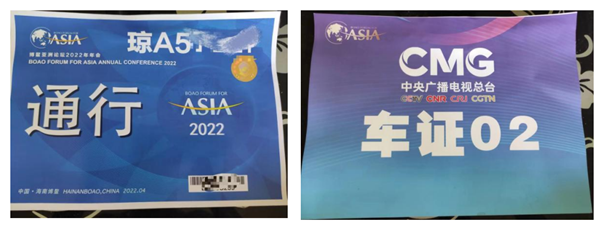 ASIA
博鳌亚洲论坛2022年年会
BOAO FORUM FOR ASIA ANNUAL CONFERENCE 2022
琼A5
通行
BOAO FORUM FOR
ASIA
2022
中国·海南博鳌 HAINANBOAO,CHINA 2022.04
ASIA
CMG
中央广播电视总台
CCTV CNR CRI CGTN
车证02